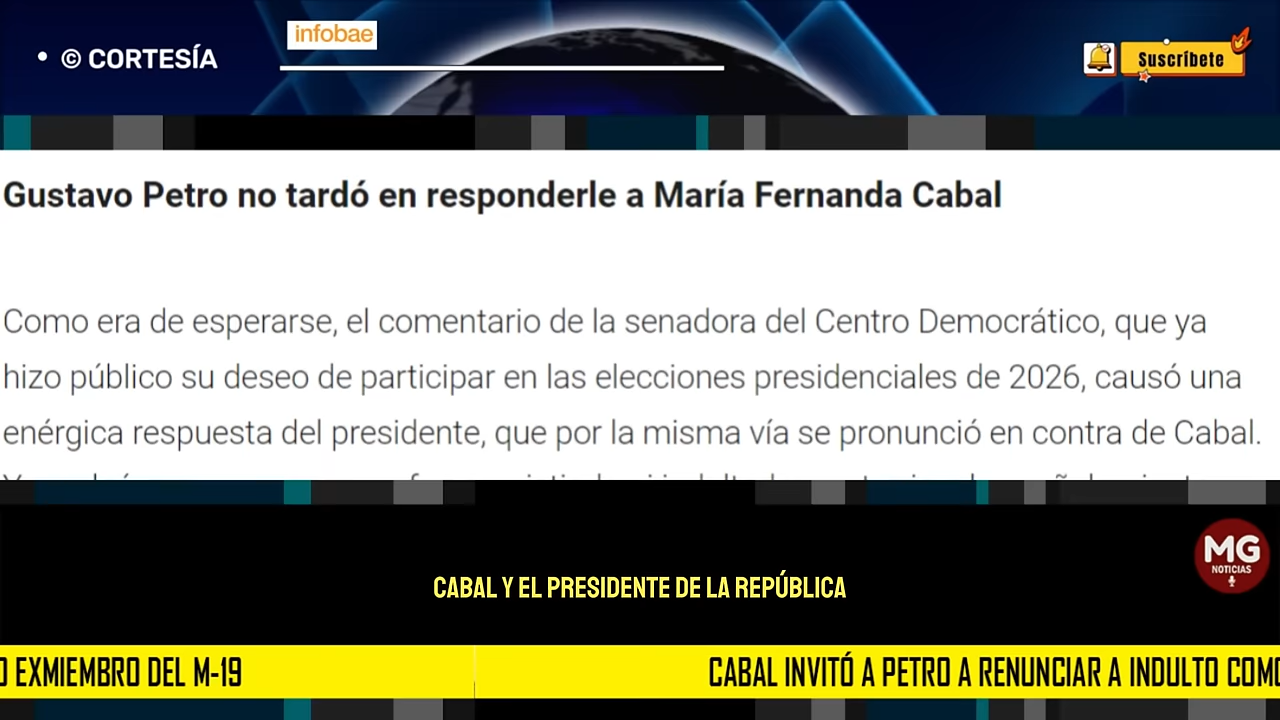 infobae
• © CORTESÍA
Suscríbete
Gustavo Petro no tardó en responderle a María Fernanda Cabal
Como era de esperarse, el comentario de la senadora del Centro Democrático, que ya
hizo público su deseo de participar en las elecciones presidenciales de 2026, causó una
enérgica respuesta del presidente, que por la misma vía se pronunció en contra de Cabal.
MG
NOTICIAS
CABAL Y EL PRESIDENTE DE LA REPÚBLICA
O EXMIEMBRO DEL M-19
CABAL INVITÓ A PETRO A RENUNCIAR A INDULTO COMO